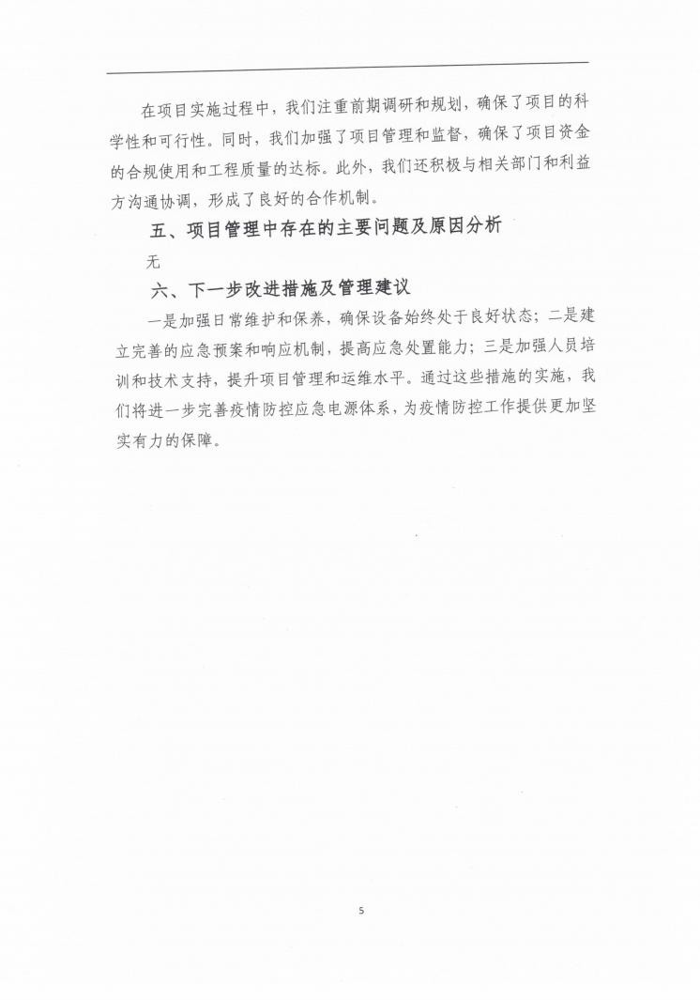 在项目实施过程中，我们注重前期调研和规划，确保了项目的科
学性和可行性。同时，我们加强了项目管理和监督，确保了项目资金
的合规使用和工程质量的达标。此外，我们还积极与相关部门和利益
方沟通协调，形成了良好的合作机制。
五、项目管理中存在的主要问题及原因分析
无
六、下一步改进措施及管理建议
一是加强日常维护和保养，确保设备始终处于良好状态；二是建
立完善的应急预案和响应机制，提高应急处置能力；三是加强人员培
训和技术支持，提升项目管理和运维水平。通过这些措施的实施，我
们将进一步完善疫情防控应急电源体系，为疫情防控工作提供更加坚
实有力的保障。
5